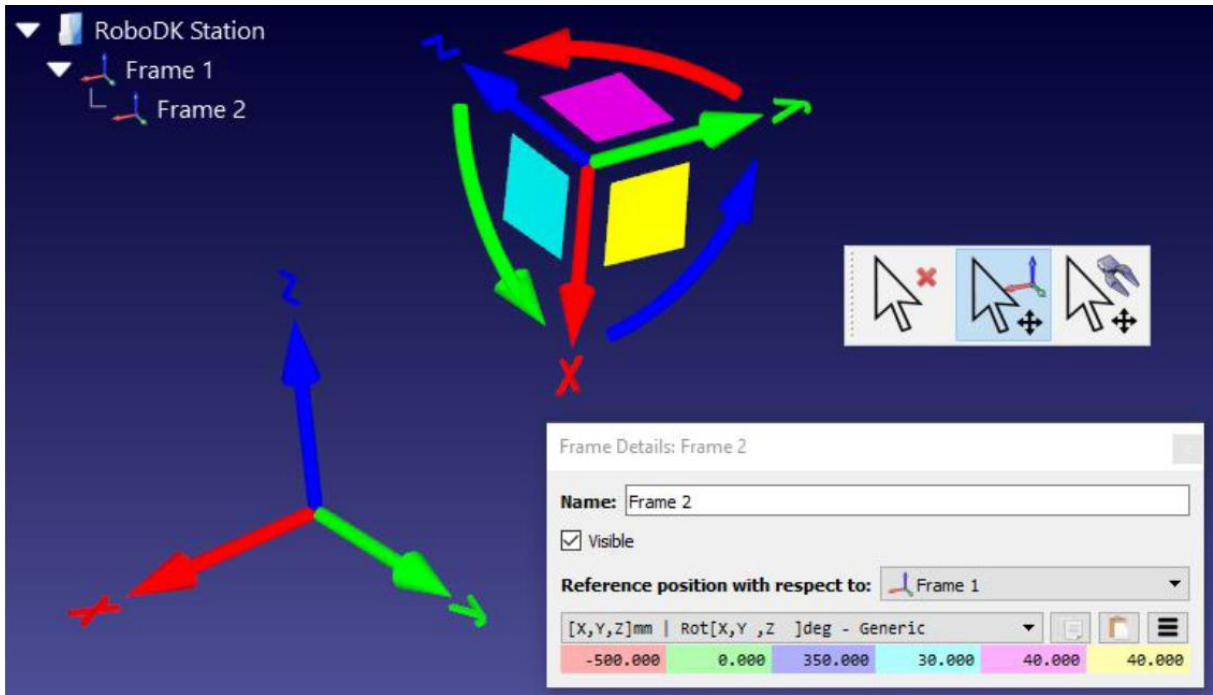 RoboDK Station
Frame 1
Frame 2
Z
Y
X
Z
X
Y
Frame Details: Frame 2
Name: Frame 2
Visible
Reference position with respect to: Frame 1
[X,Y,Z]mm | Rot[X,Y ,Z  ]deg - Generic
-500.000 0.000 350.000 30.000 40.000 40.000